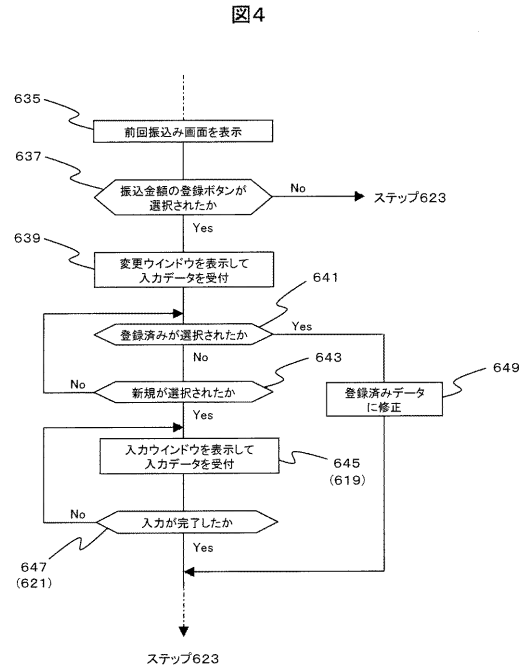 図4
635
前回振込み画面を表示
637
振込金額の登録ボタンが
選択されたか
No
ステップ623
Yes
639
変更ウインドウを表示して
入力データを受付
641
登録済みが選択されたか
Yes
No
643
新規が選択されたか
No
Yes
登録済みデータ
に修正
649
入力ウインドウを表示して
入力データを受付
645
(619)
入力が完了したか
No
Yes
647
(621)
ステップ623